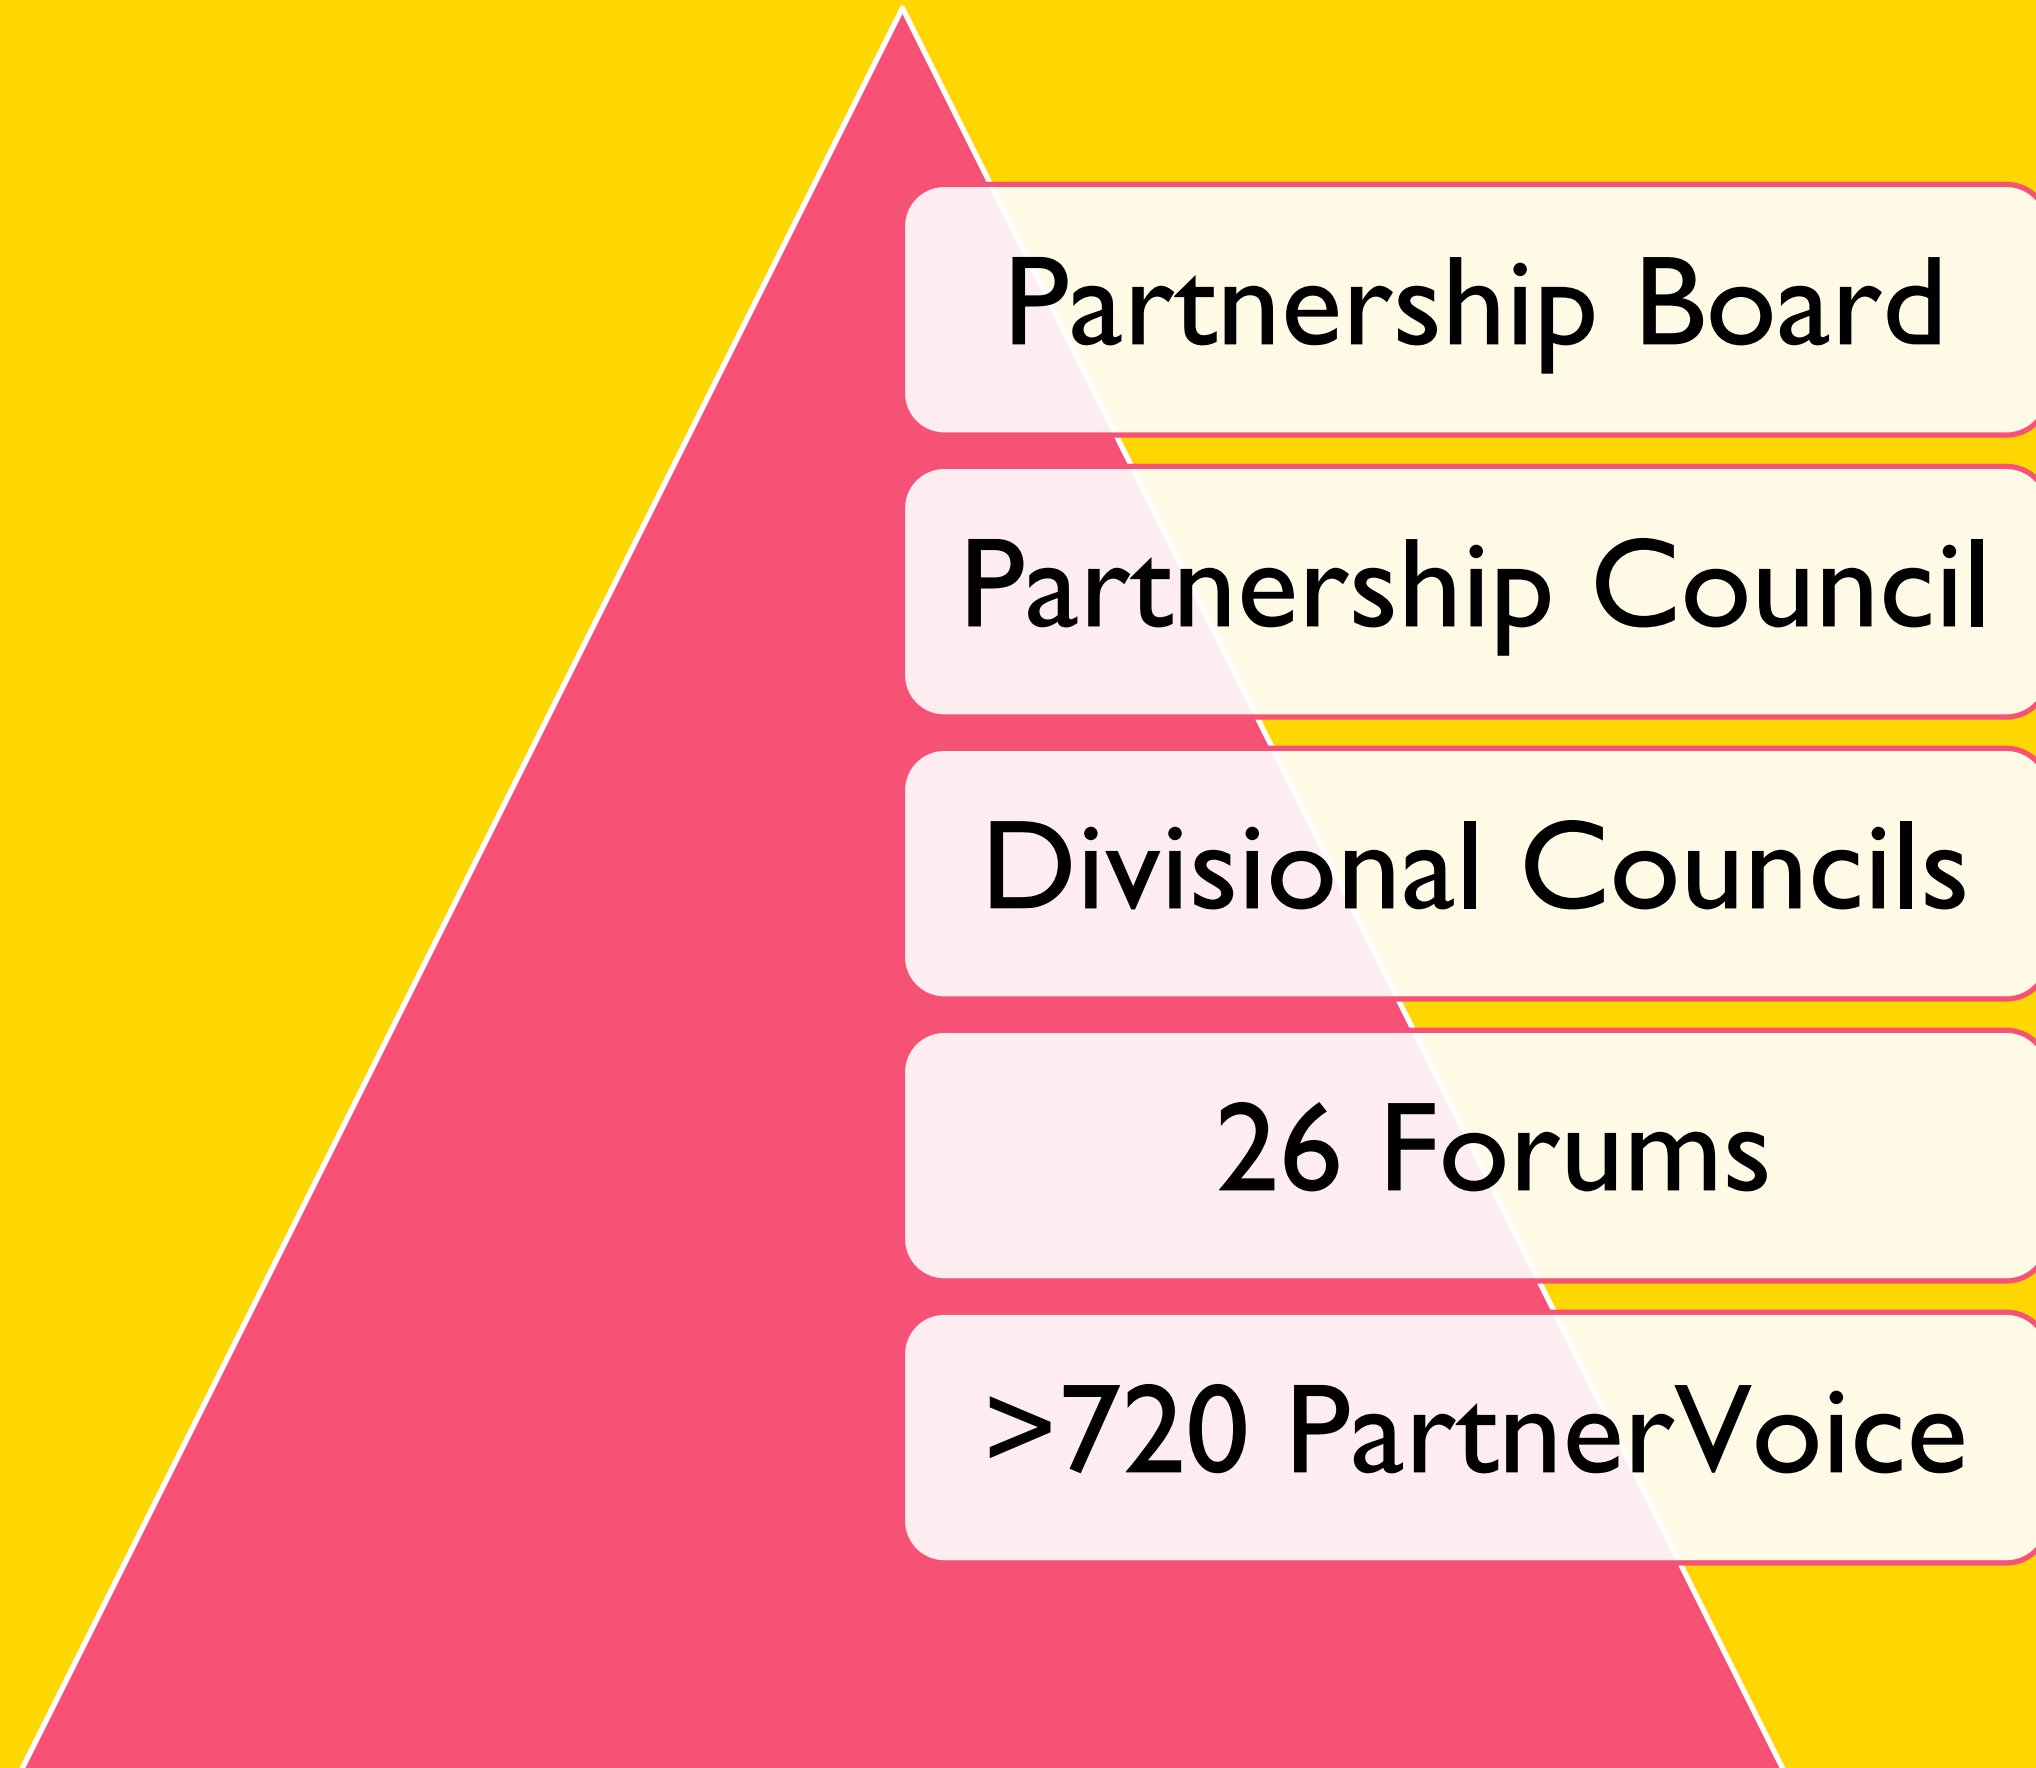 Partnership Board
Partnership Council
Divisional Councils
26 Forums
>720 PartnerVoice